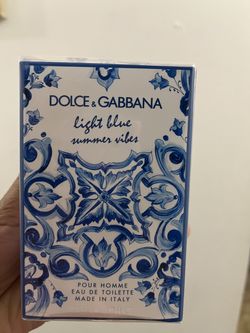 DOLCE & GABBANA
light blue
summer vibes
POUR HOMME
EAU DE TOILETTE
MADE IN ITALY